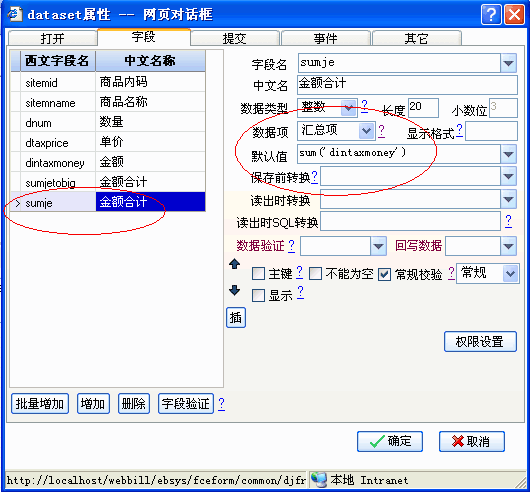 dataset属性 -- 网页对话框
打开 字段 提交 事件 其它
西文字段名 中文名称
sitemid 商品内码
sitemname 商品名称
dnum 数量
dtaxprice 单价
dintaxmoney 金额
sumjetobig 金额合计
sumje 金额合计
字段名 sumje
中文名 金额合计
数据类型 整数 ? 长度 20 小数位 3
数据项 汇总项 ? 显示格式 ?
默认值 sum('dintaxmoney')
保存前转换 ?
读出时转换
读出时SQL转换 ?
数据验证 ? 回写数据
主键 ? 不能为空 常规校验 ? 常规
显示 ?
插
权限设置
批量增加 增加 删除 字段验证 ?
确定 取消
http://localhost/webbill/ebsys/fceform/common/djfr 本地 Intranet